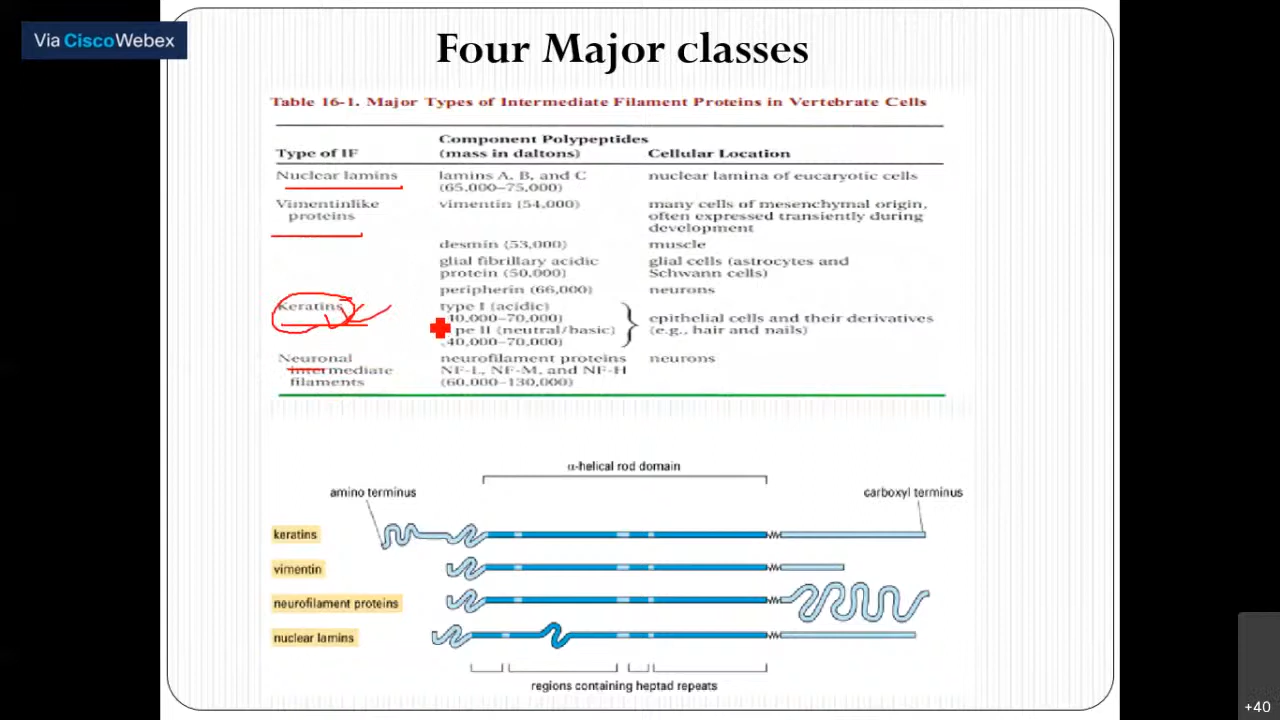 Via CiscoWebex
Four Major classes
Table 16-1. Major Types of Intermediate Filament Proteins in Vertebrate Cells
Component Polypeptides
Type of IF (mass in daltons) Cellular Location
Nuclear lamins lamins A, B, and C nuclear lamina of eucaryotic cells
(65,000–75,000)
Vimentinlike vimentin (54,000) many cells of mesenchymal origin,
proteins often expressed transiently during
development
desmin (53,000) muscle
glial fibrillary acidic glial cells (astrocytes and
protein (50,000) Schwann cells)
peripherin (66,000) neurons
Keratins type I (acidic)
40,000–70,000) epithelial cells and their derivatives
pe II (neutral/basic) (e.g., hair and nails)
40,000–70,000)
Neuronal neurofilament proteins neurons
intermediate NF-L, NF-M, and NF-H
filaments (60,000–130,000)
α-helical rod domain
amino terminus carboxyl terminus
keratins
vimentin
neurofilament proteins
nuclear lamins
regions containing heptad repeats
+40